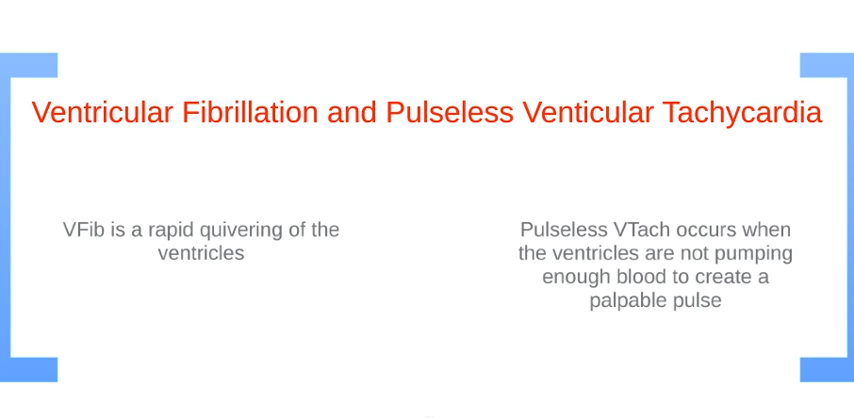 Ventricular Fibrillation and Pulseless Venticular Tachycardia
VFib is a rapid quivering of the
ventricles
Pulseless VTach occurs when
the ventricles are not pumping
enough blood to create a
palpable pulse